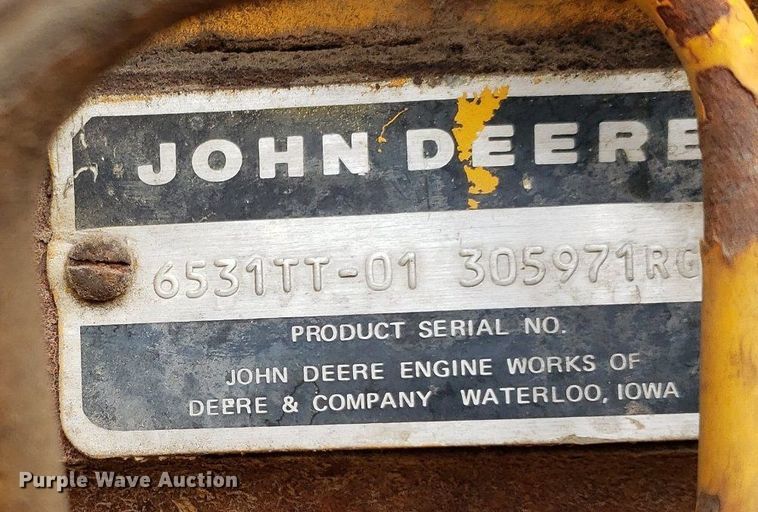 JOHN DEERE
6531TT-01 305971RG
PRODUCT SERIAL NO.
JOHN DEERE ENGINE WORKS OF
DEERE & COMPANY WATERLOO, IOWA
Purple Wave Auction